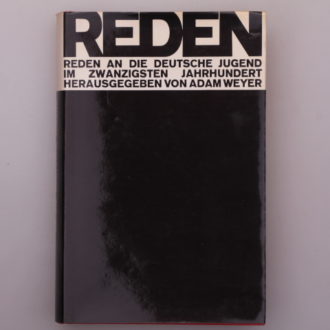 REDEN
REDEN AN DIE DEUTSCHE JUGEND
IM ZWANZIGSTEN JAHRHUNDERT
HERAUSGEGEBEN VON ADAM WEYER